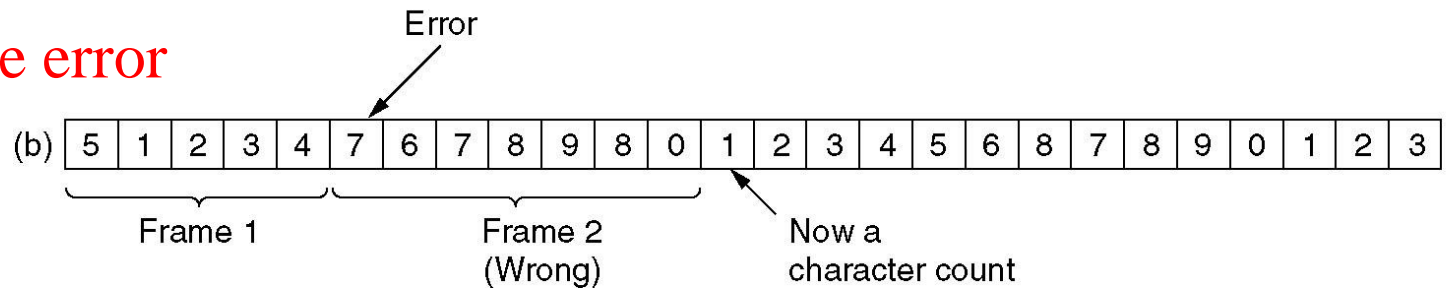 Error
e error
(b) 5 1 2 3 4 7 6 7 8 9 8 0 1 2 3 4 5 6 8 7 8 9 0 1 2 3
Frame 1 Frame 2 Now a
(Wrong) character count